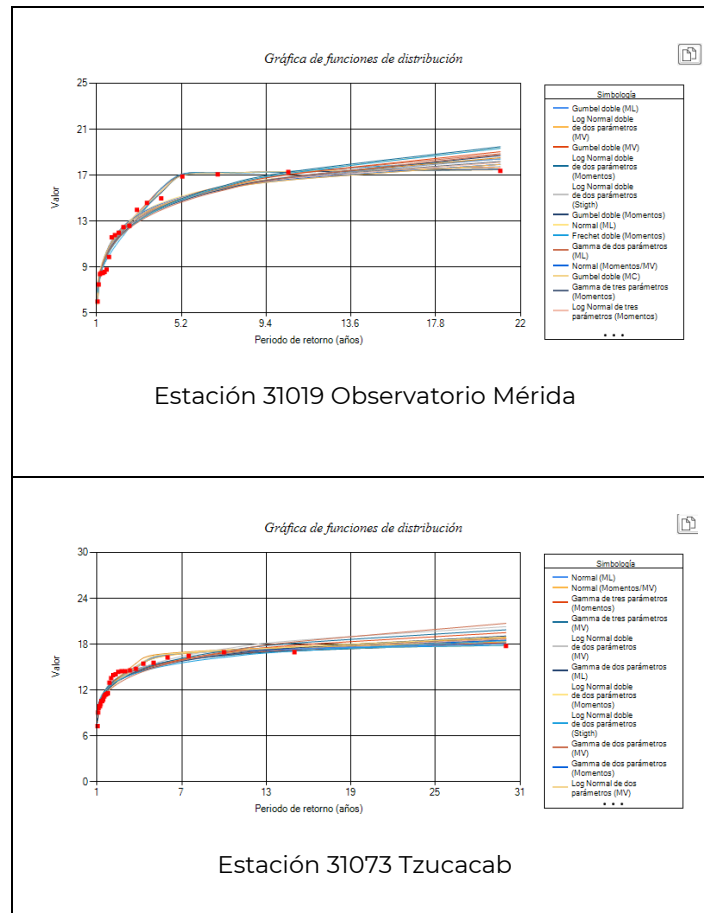 Gráfica de funciones de distribución
25
21
17
13
9
5
Valor
1
5.2
9.4
13.6
17.8
22
Periodo de retorno (años)
Simbología
Gumbel doble (ML)
Log Normal doble
de dos parámetros
(MV)
Gumbel doble (MV)
Log Normal doble
de dos parámetros
(Momentos)
Log Normal doble
de dos parámetros
(Stigth)
Gumbel doble (Momentos)
Normal (ML)
Frechet doble (Momentos)
Gamma de dos parámetros
(ML)
Normal (Momentos/MV)
Gumbel doble (MC)
Gamma de tres parámetros
(Momentos)
Log Normal de tres
parámetros (Momentos)
• • •
Estación 31019 Observatorio Mérida
Gráfica de funciones de distribución
30
24
18
12
6
0
Valor
1
7
13
19
25
31
Periodo de retorno (años)
Simbología
Normal (ML)
Normal (Momentos/MV)
Gamma de tres parámetros
(Momentos)
Gamma de tres parámetros
(MV)
Log Normal doble
de dos parámetros
(MV)
Gamma de dos parámetros
(ML)
Log Normal doble
de dos parámetros
(Momentos)
Log Normal doble
de dos parámetros
(Stigth)
Gamma de dos parámetros
(MV)
Gamma de dos parámetros
(Momentos)
Log Normal de dos
parámetros (MV)
• • •
Estación 31073 Tzucacab